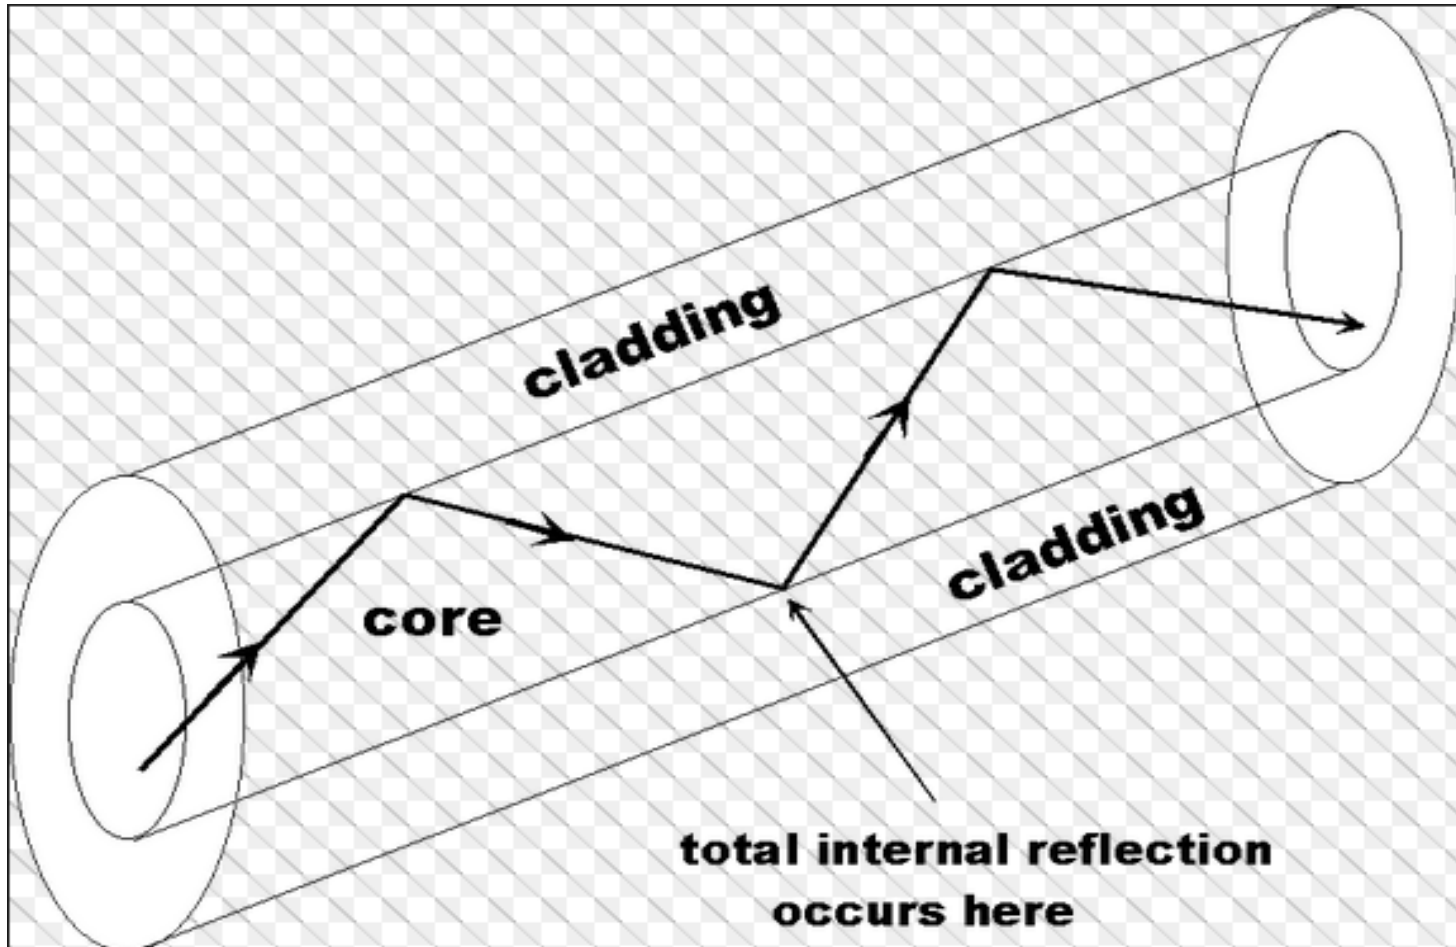 cladding
core
cladding
total internal reflection
occurs here